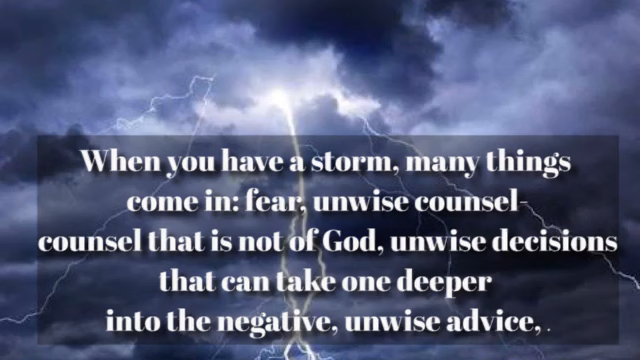 When you have a storm, many things
come in: fear, unwise counsel-
counsel that is not of God, unwise decisions
that can take one deeper
into the negative, unwise advice, .